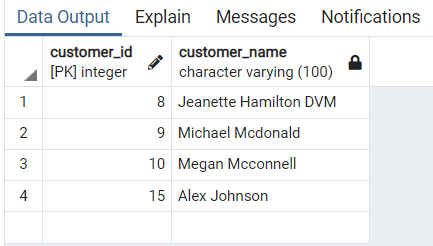 Data Output Explain Messages Notifications
customer_id customer_name
[PK] integer character varying (100)
1 8 Jeanette Hamilton DVM
2 9 Michael Mcdonald
3 10 Megan Mcconnell
4 15 Alex Johnson